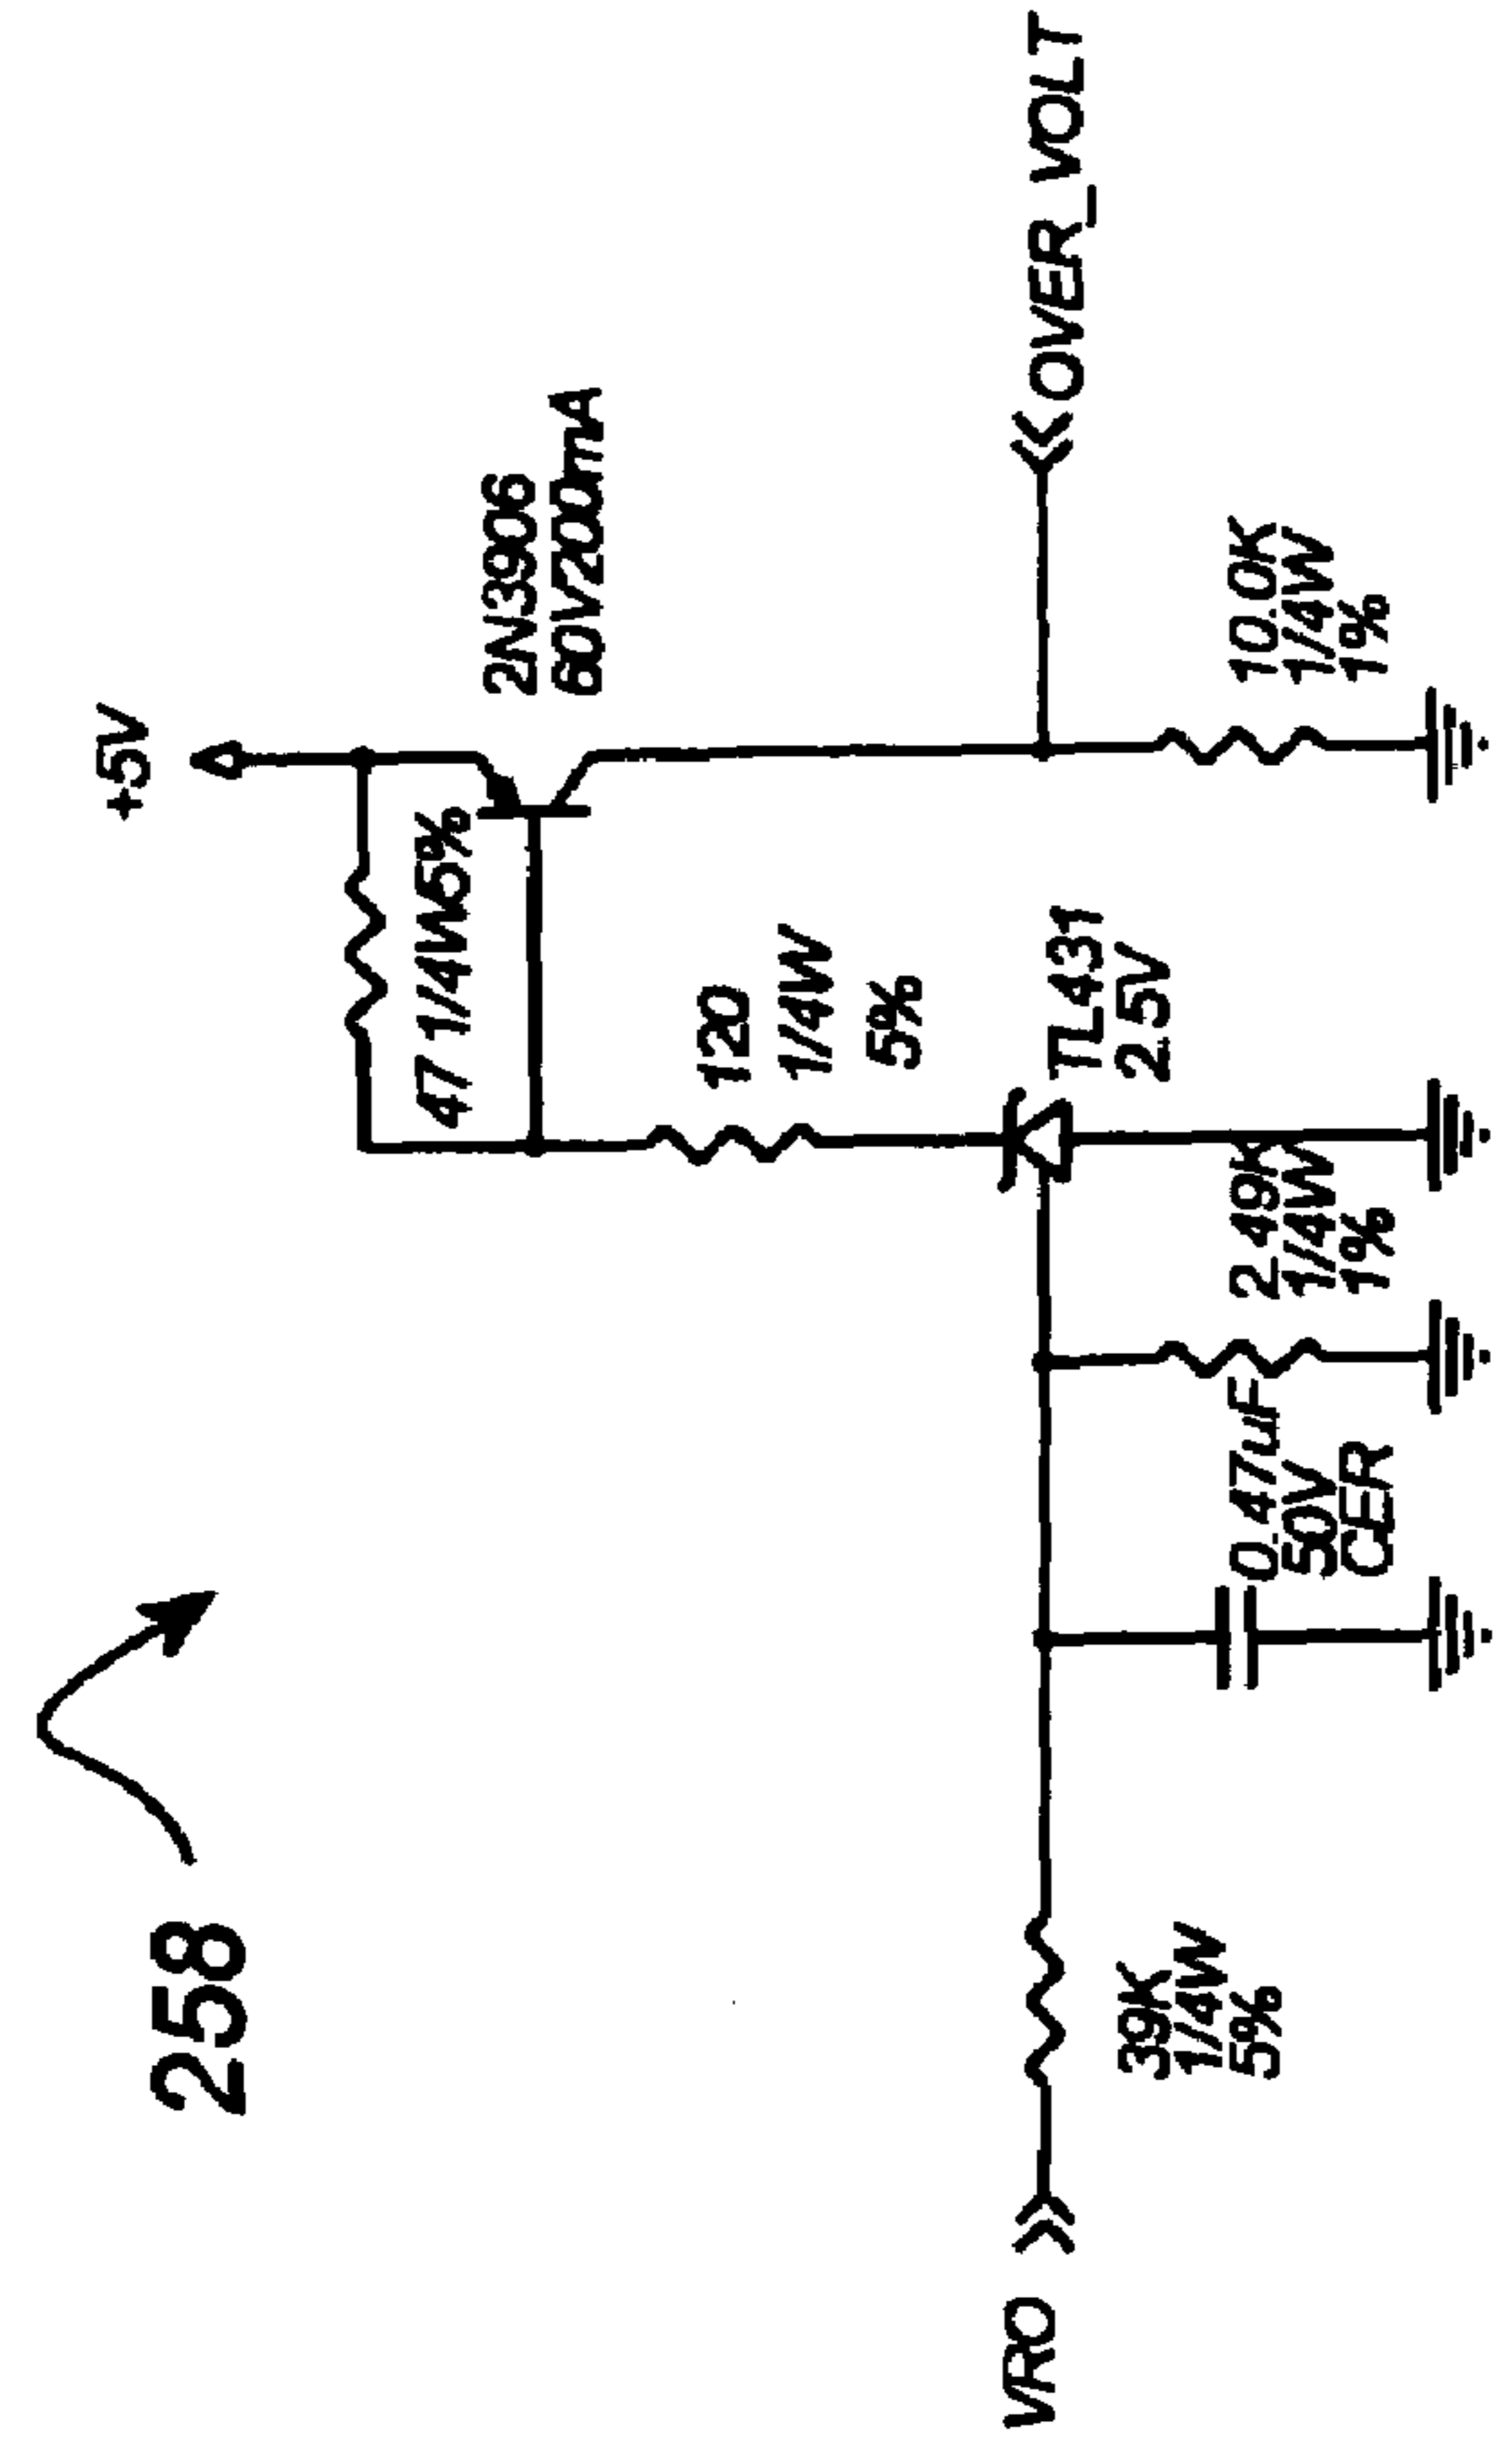 258
+5V
47 1/4W5%
2N3906
60V200mA
120
1/4W
5%
TL431
2.5V
VRO
39K
1/4W
5%
0.47uF
50V
CER
2.49K
1/4W
1%
10.0K
1/4W
1%
OVER_VOLT